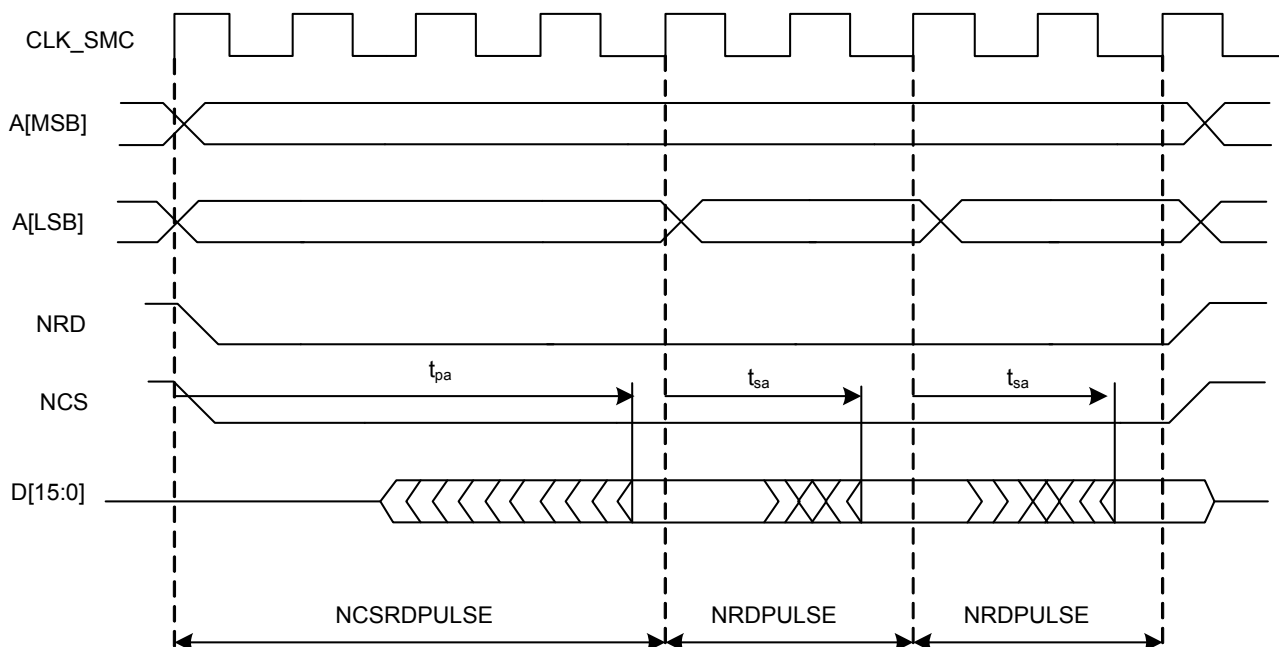 CLK_SMC
A[MSB]
A[LSB]
NRD
tpa
tsa
tsa
NCS
D[15:0]
NCSRDPULSE
NRDPULSE
NRDPULSE